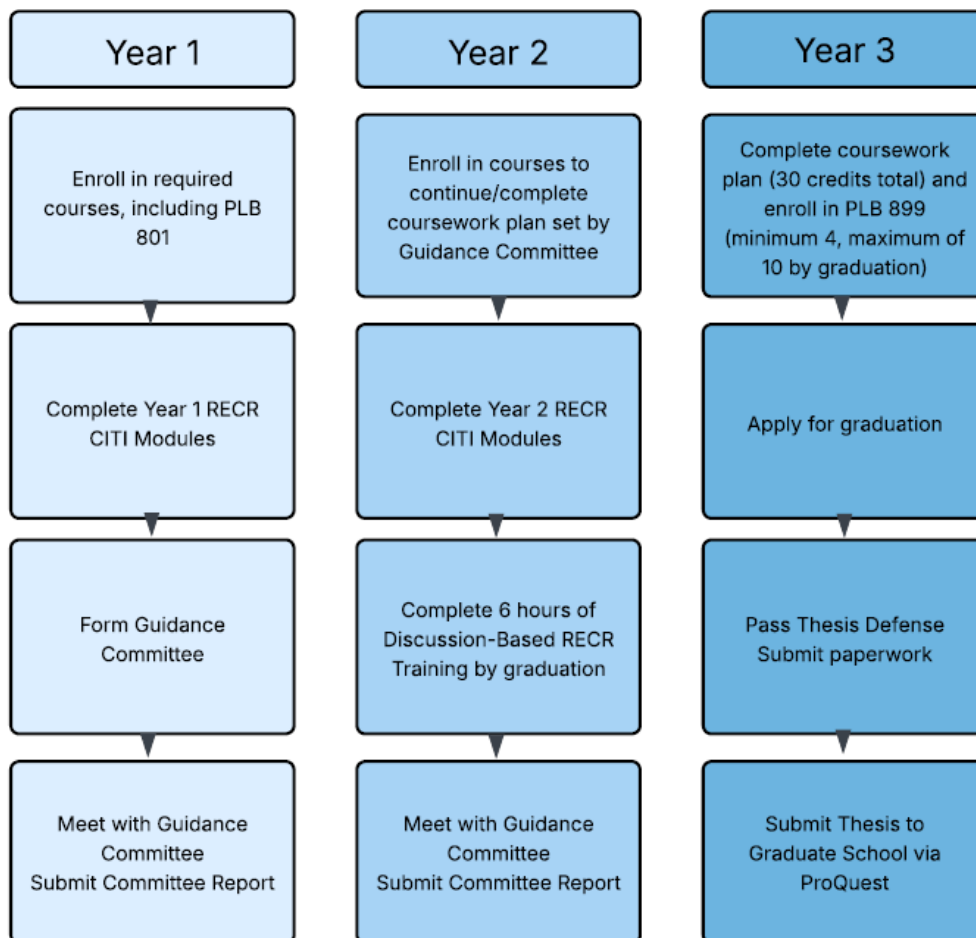 Year 1
Enroll in required
courses, including PLB
801
Complete Year 1 RECR
CITI Modules
Form Guidance
Committee
Meet with Guidance
Committee
Submit Committee Report
Year 2
Enroll in courses to
continue/complete
coursework plan set by
Guidance Committee
Complete Year 2 RECR
CITI Modules
Complete 6 hours of
Discussion-Based RECR
Training by graduation
Meet with Guidance
Committee
Submit Committee Report
Year 3
Complete coursework
plan (30 credits total) and
enroll in PLB 899
(minimum 4, maximum of
10 by graduation)
Apply for graduation
Pass Thesis Defense
Submit paperwork
Submit Thesis to
Graduate School via
ProQuest